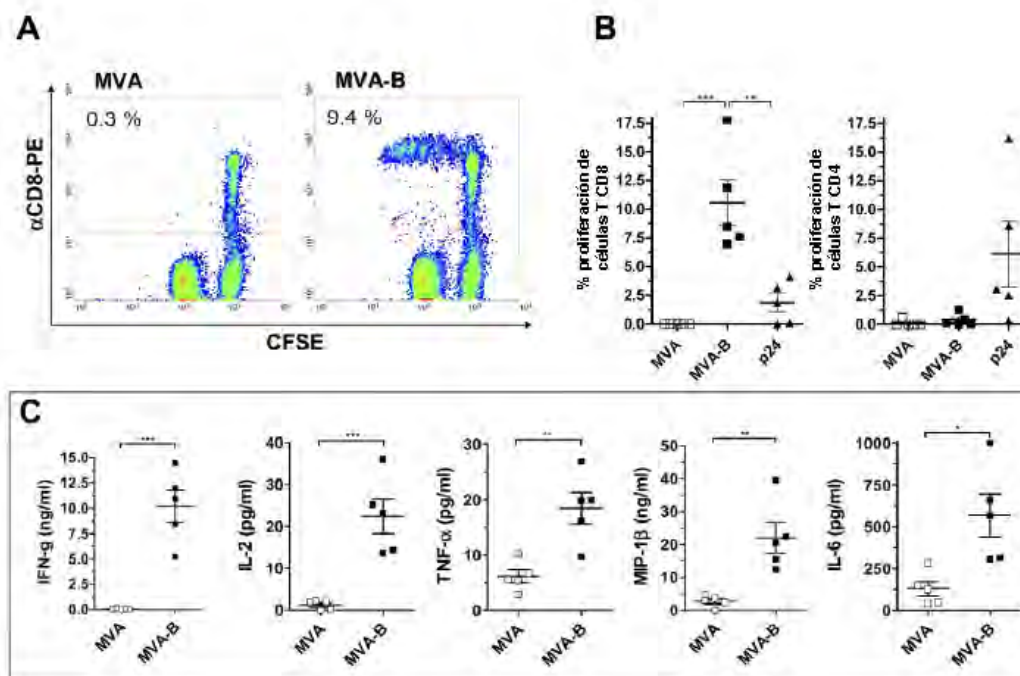 A
MVA
MVA-B
0.3 %
9.4 %
αCD8-PE
CFSE
B
***
**
17.5
15.0
12.5
10.0
7.5
5.0
2.5
0.0
% proliferación de
células T CD8
MVA
MVA-B
p24
17.5
15.0
12.5
10.0
7.5
5.0
2.5
0.0
% proliferación de
células T CD4
MVA
MVA-B
p24
C
***
15.0
12.5
10.0
7.5
5.0
2.5
0.0
IFN-g (ng/ml)
MVA
MVA-B
***
40
30
20
10
0
IL-2 (pg/ml)
MVA
MVA-B
**
30
20
10
0
TNF-α (pg/ml)
MVA
MVA-B
**
50
40
30
20
10
0
MIP-1β (ng/ml)
MVA
MVA-B
*
1000
750
500
250
0
IL-6 (pg/ml)
MVA
MVA-B